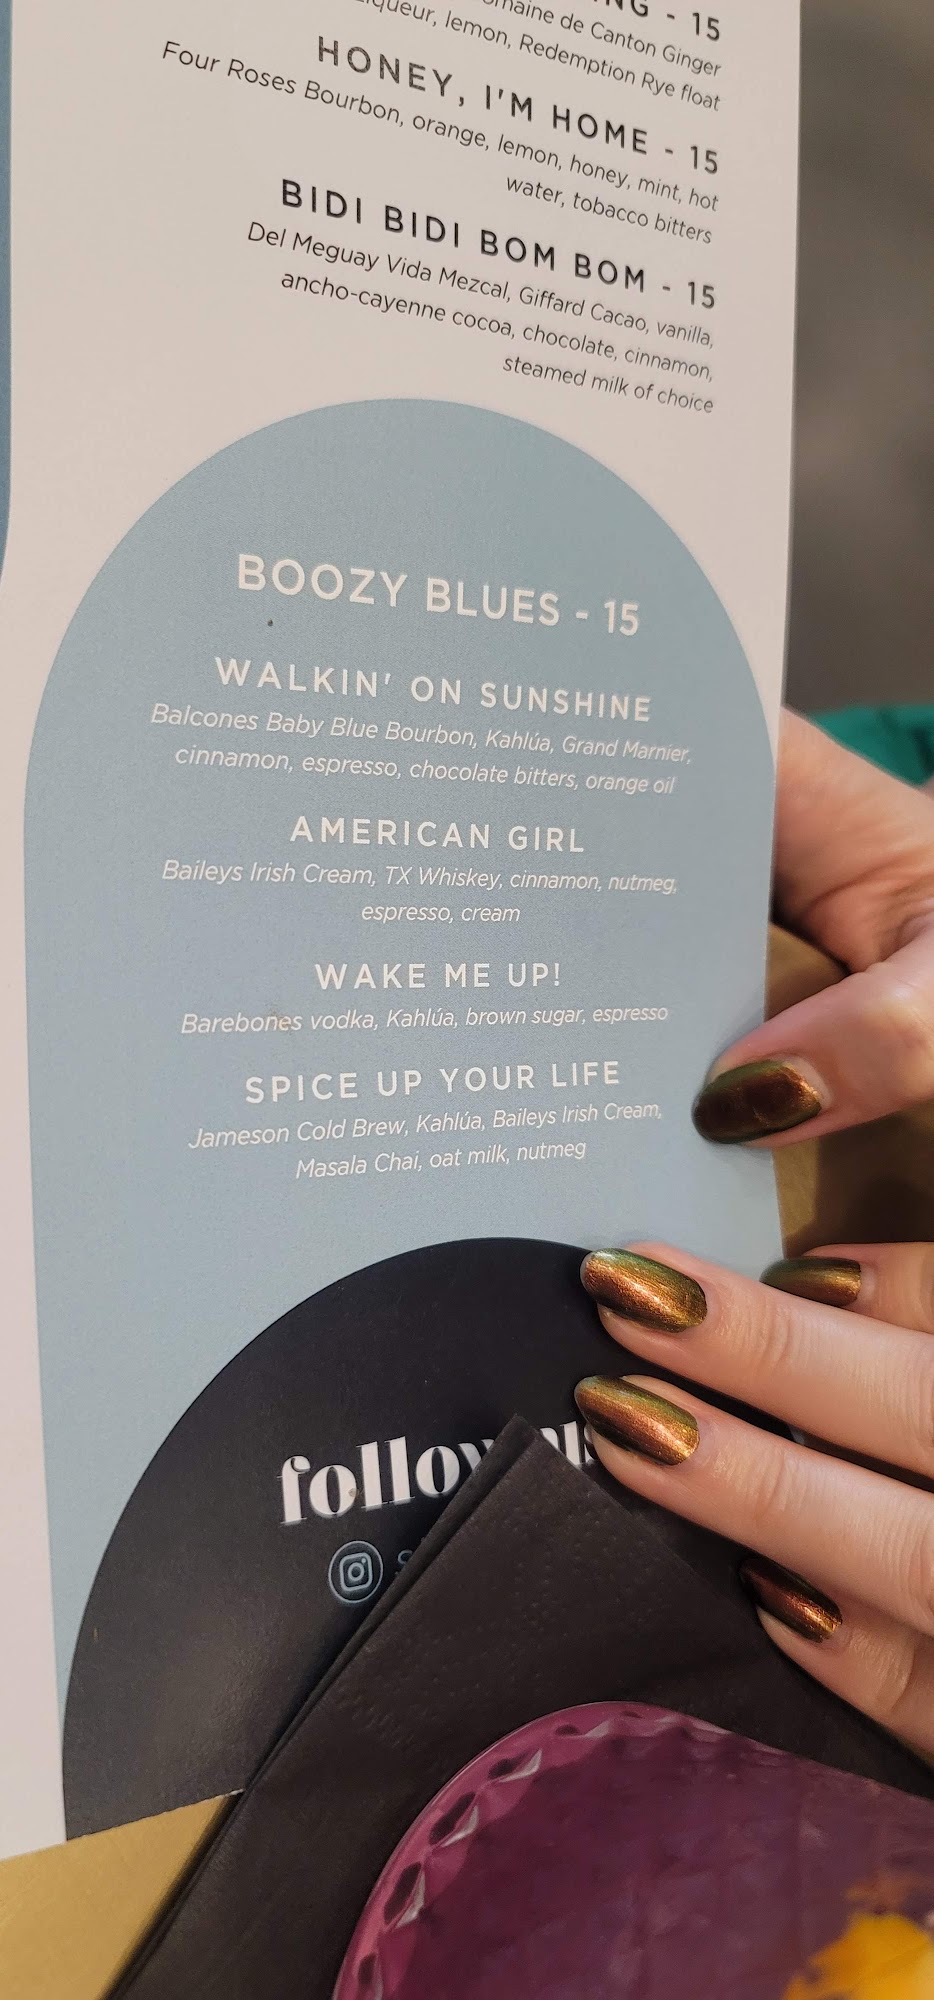 - 15
de Canton Ginger
lemon, Redemption Rye float
HONEY, I'M HOME - 15
Four Roses Bourbon, orange, lemon, honey, mint, hot
water, tobacco bitters
BIDI BIDI BOM BOM - 15
Del Meguay Vida Mezcal, Giffard Cacao, vanilla,
ancho-cayenne cocoa, chocolate, cinnamon,
steamed milk of choice
BOOZY BLUES - 15
WALKIN' ON SUNSHINE
Balcones Baby Blue Bourbon, Kahlúa, Grand Marnier,
cinnamon, espresso, chocolate bitters, orange oil
AMERICAN GIRL
Baileys Irish Cream, TX Whiskey, cinnamon, nutmeg,
espresso, cream
WAKE ME UP!
Barebones vodka, Kahlúa, brown sugar, espresso
SPICE UP YOUR LIFE
Jameson Cold Brew, Kahlúa, Baileys Irish Cream,
Masala Chai, oat milk, nutmeg
follow us